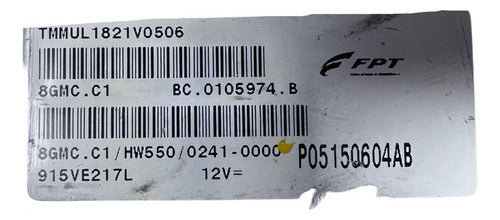 TMMUL1821V0506
FPT
8GMC.C1 BC.0105974.B
8GMC.C1/HW550/0241-0000 P05150604AB
915VE217L 12V=